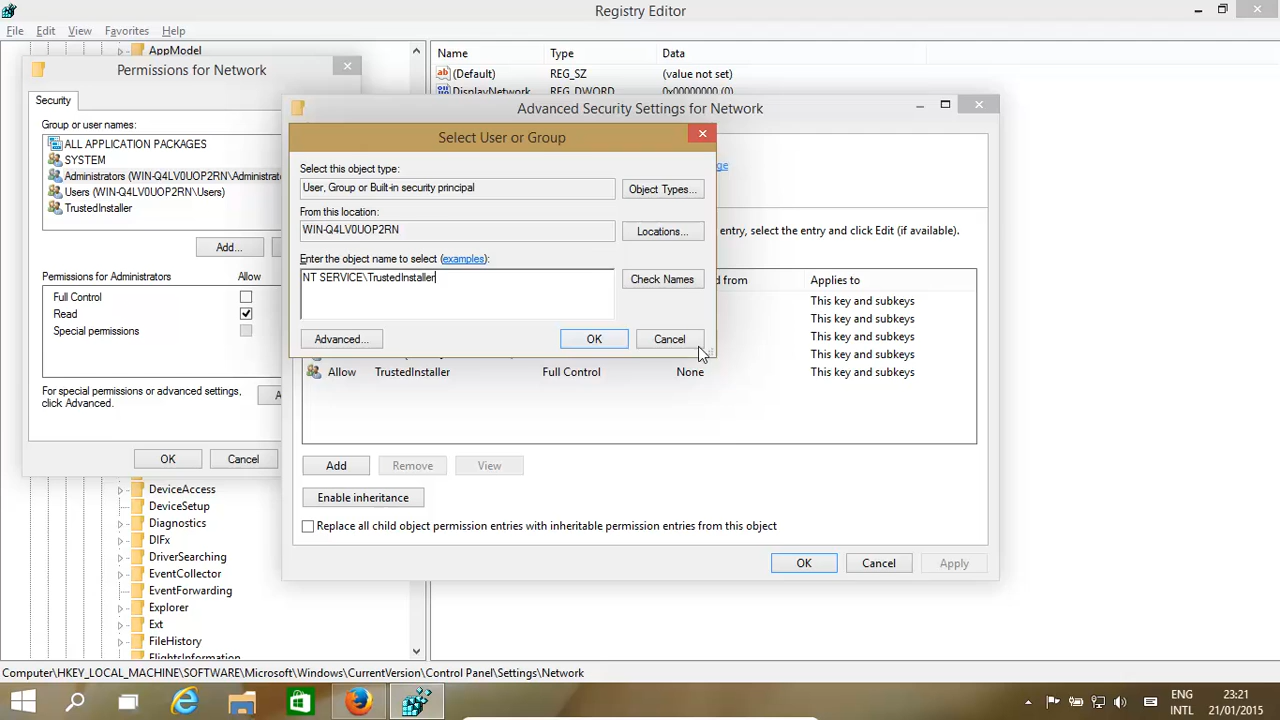 Registry Editor
File Edit View Favorites Help
AppModel
Name Type Data
(Default) REG_SZ (value not set)
DisplayNetwork REG_DWORD 0x00000000 (0)
Permissions for Network
Security
Group or user names:
ALL APPLICATION PACKAGES
SYSTEM
Administrators (WIN-Q4LV0UOP2RN\Administrat
Users (WIN-Q4LV0UOP2RN\Users)
TrustedInstaller
Add...
Permissions for Administrators Allow
Full Control
Read
Special permissions
For special permissions or advanced settings,
click Advanced.
OK Cancel
Advanced Security Settings for Network
entry, and click Edit (if available).
d from Applies to
This key and subkeys
This key and subkeys
This key and subkeys
This key and subkeys
Allow TrustedInstaller Full Control None This key and subkeys
Add Remove View
Enable inheritance
Replace all child object permission entries with inheritable permission entries from this object
OK Cancel Apply
Select User or Group
Select this object type:
User, Group or Built-in security principal Object Types...
From this location:
WIN-Q4LV0UOP2RN Locations...
Enter the object name to select (examples):
NT SERVICE\TrustedInstaller Check Names
Advanced... OK Cancel
DeviceAccess
DeviceSetup
Diagnostics
DIFx
DriverSearching
EventCollector
EventForwarding
Explorer
Ext
FileHistory
FlightsInformation
Computer\HKEY_LOCAL_MACHINE\SOFTWARE\Microsoft\Windows\CurrentVersion\Control Panel\Settings\Network
ENG 23:21
INTL 21/01/2015